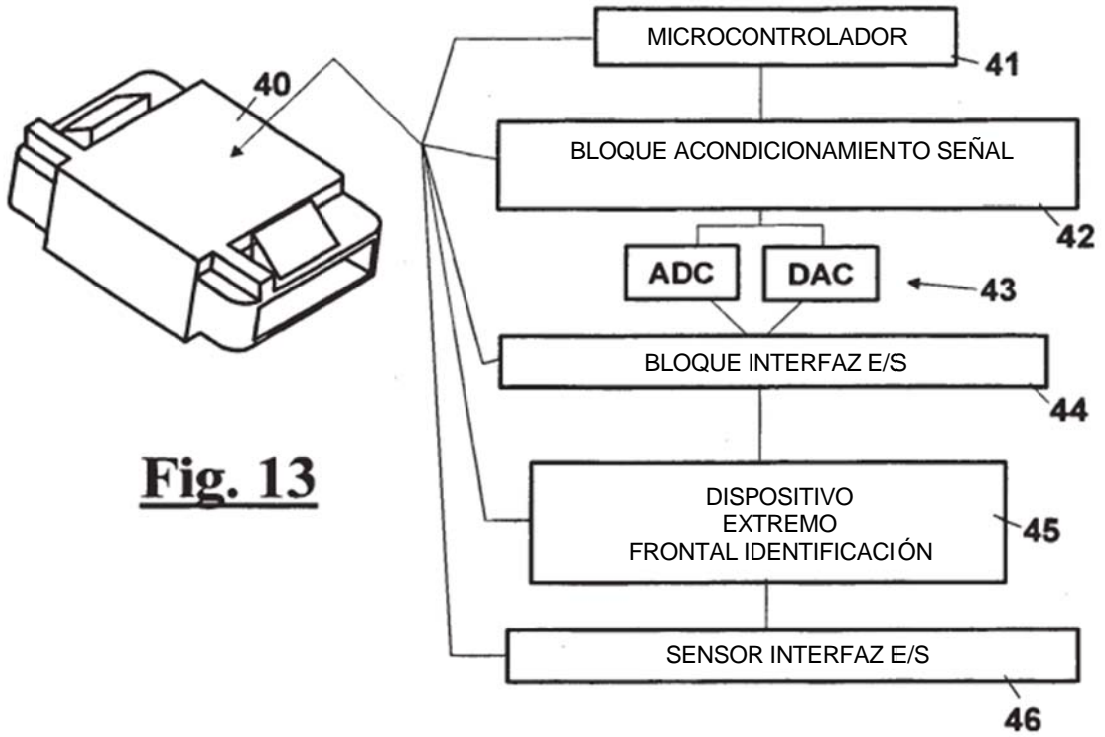 40
MICROCONTROLADOR
41
BLOQUE ACONDICIONAMIENTO SEÑAL
42
ADC
DAC
43
BLOQUE INTERFAZ E/S
44
Fig. 13
DISPOSITIVO
EXTREMO
FRONTAL IDENTIFICACIÓN
45
SENSOR INTERFAZ E/S
46